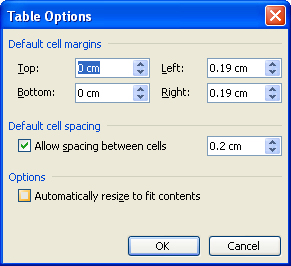 Table Options
Default cell margins
Top: 0 cm Left: 0.19 cm
Bottom: 0 cm Right: 0.19 cm
Default cell spacing
Allow spacing between cells 0.2 cm
Options
Automatically resize to fit contents
OK Cancel